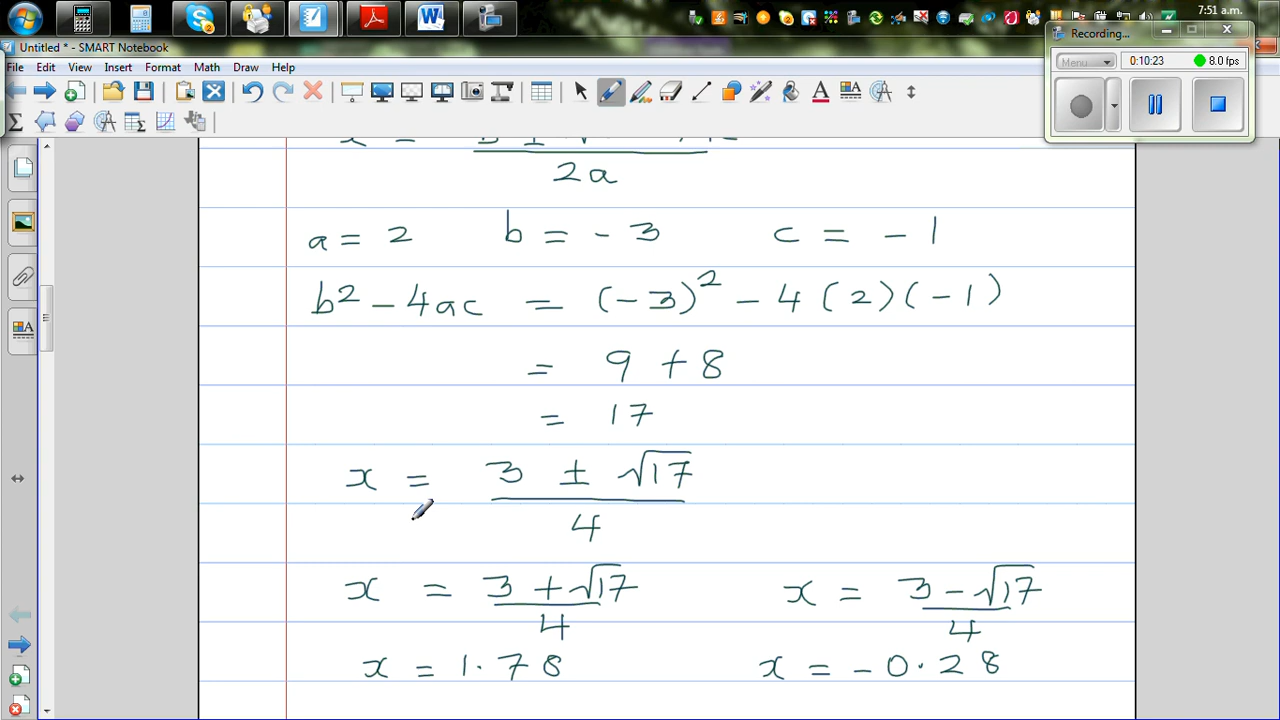 7:51 a.m.
Untitled * - SMART Notebook
Recording...
File Edit View Insert Format Math Draw Help
Menu 0:10:23 8.0 fps
2a
a = 2 b = - 3 c = - 1
b² - 4ac = (-3)² - 4(2)(-1)
= 9 + 8
= 17
x = 3 ± √17
4
x = 3 + √17 x = 3 - √17
4 4
x = 1.78 x = -0.28